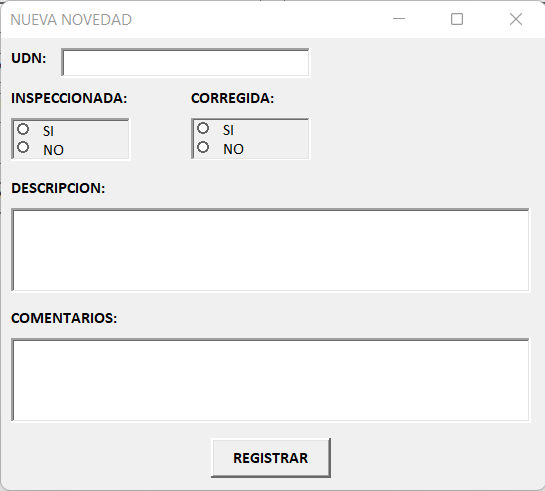 NUEVA NOVEDAD
UDN:
INSPECCIONADA: CORREGIDA:
SI SI
NO NO
DESCRIPCION:
COMENTARIOS:
REGISTRAR